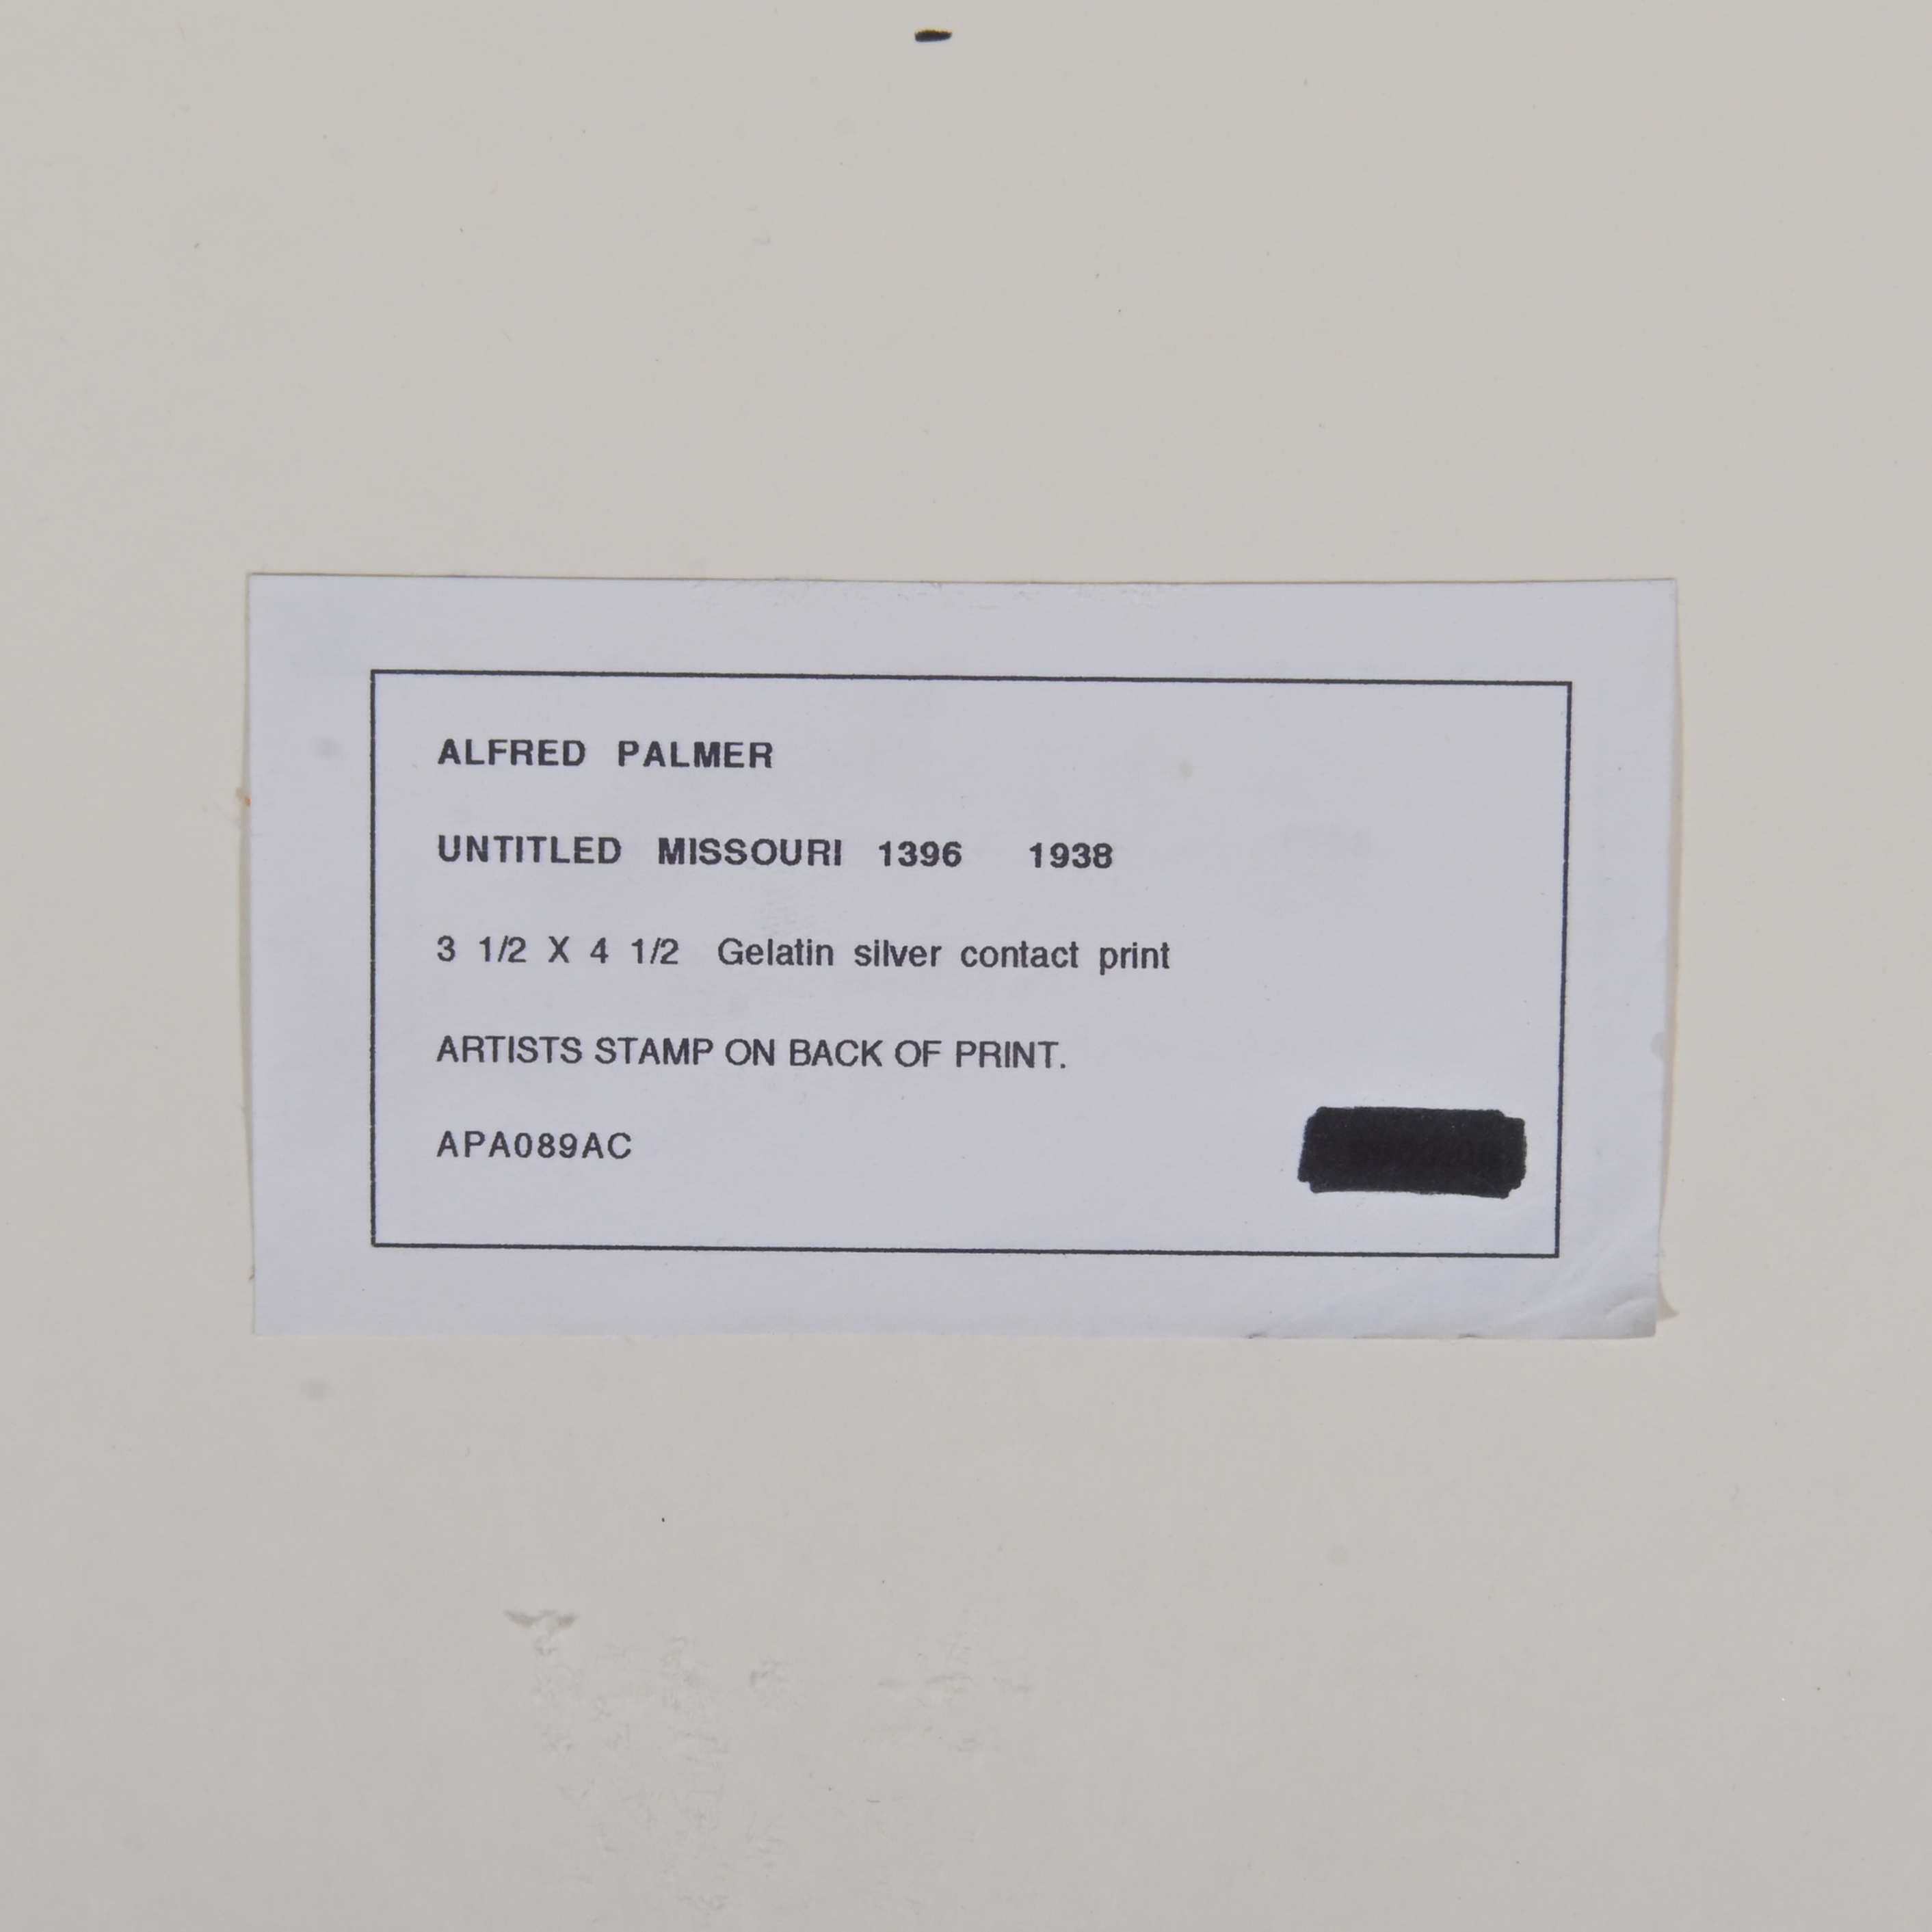 ALFRED PALMER
UNTITLED MISSOURI 1396 1938
3 1/2 X 4 1/2 Gelatin silver contact print
ARTISTS STAMP ON BACK OF PRINT.
APA089AC